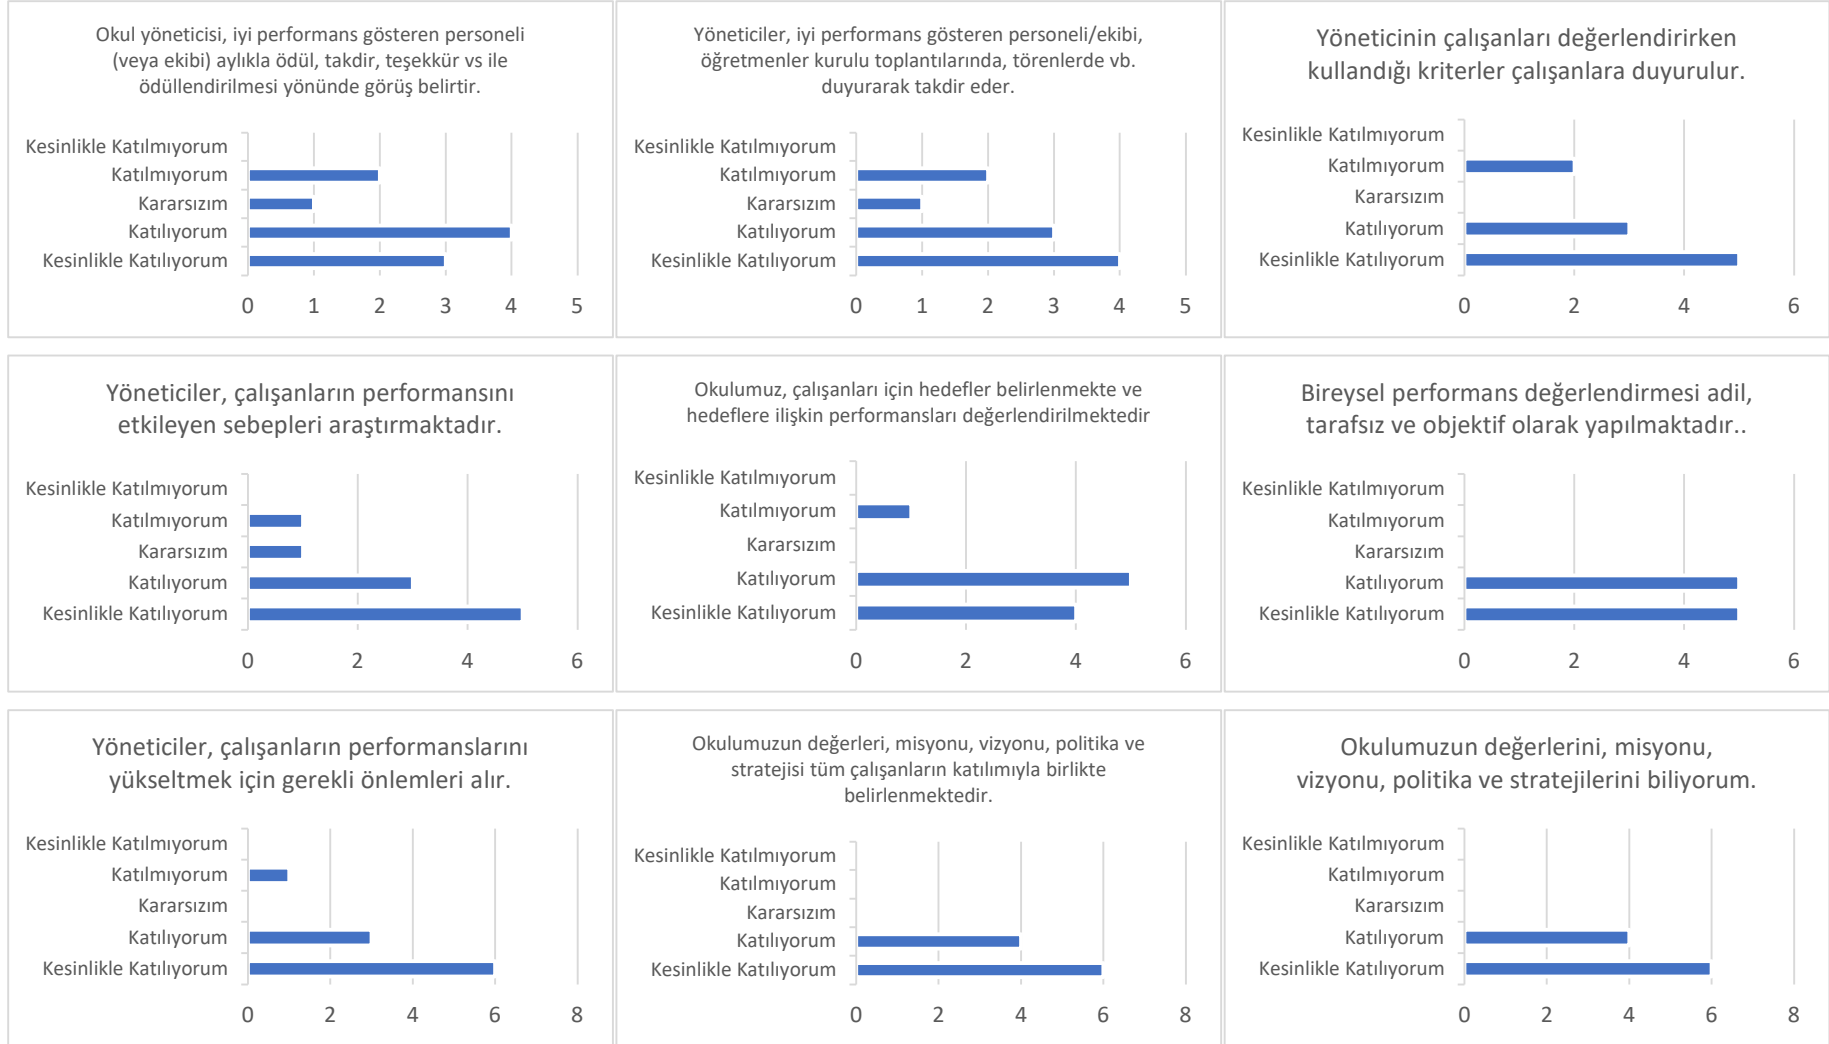 Okul yöneticisi, iyi performans gösteren personeli
(veya ekibi) aylıkla ödül, takdir, teşekkür vs ile
ödüllendirilmesi yönünde görüş belirtir.
Kesinlikle Katılmıyorum
Katılmıyorum
Kararsızım
Katılıyorum
Kesinlikle Katılıyorum
0 1 2 3 4 5
Yöneticiler, iyi performans gösteren personeli/ekibi,
öğretmenler kurulu toplantılarında, törenlerde vb.
duyurarak takdir eder.
Kesinlikle Katılmıyorum
Katılmıyorum
Kararsızım
Katılıyorum
Kesinlikle Katılıyorum
0 1 2 3 4 5
Yöneticinin çalışanları değerlendirirken
kullandığı kriterler çalışanlara duyurulur.
Kesinlikle Katılmıyorum
Katılmıyorum
Kararsızım
Katılıyorum
Kesinlikle Katılıyorum
0 2 4 6
Yöneticiler, çalışanların performansını
etkileyen sebepleri araştırmaktadır.
Kesinlikle Katılmıyorum
Katılmıyorum
Kararsızım
Katılıyorum
Kesinlikle Katılıyorum
0 2 4 6
Okulumuz, çalışanları için hedefler belirlenmekte ve
hedeflere ilişkin performansları değerlendirilmektedir
Kesinlikle Katılmıyorum
Katılmıyorum
Kararsızım
Katılıyorum
Kesinlikle Katılıyorum
0 2 4 6
Bireysel performans değerlendirmesi adil,
tarafsız ve objektif olarak yapılmaktadır..
Kesinlikle Katılmıyorum
Katılmıyorum
Kararsızım
Katılıyorum
Kesinlikle Katılıyorum
0 2 4 6
Yöneticiler, çalışanların performanslarını
yükseltmek için gerekli önlemleri alır.
Kesinlikle Katılmıyorum
Katılmıyorum
Kararsızım
Katılıyorum
Kesinlikle Katılıyorum
0 2 4 6 8
Okulumuzun değerleri, misyonu, vizyonu, politika ve
stratejisi tüm çalışanların katılımıyla birlikte
belirlenmektedir.
Kesinlikle Katılmıyorum
Katılmıyorum
Kararsızım
Katılıyorum
Kesinlikle Katılıyorum
0 2 4 6 8
Okulumuzun değerlerini, misyonu,
vizyonu, politika ve stratejilerini biliyorum.
Kesinlikle Katılmıyorum
Katılmıyorum
Kararsızım
Katılıyorum
Kesinlikle Katılıyorum
0 2 4 6 8